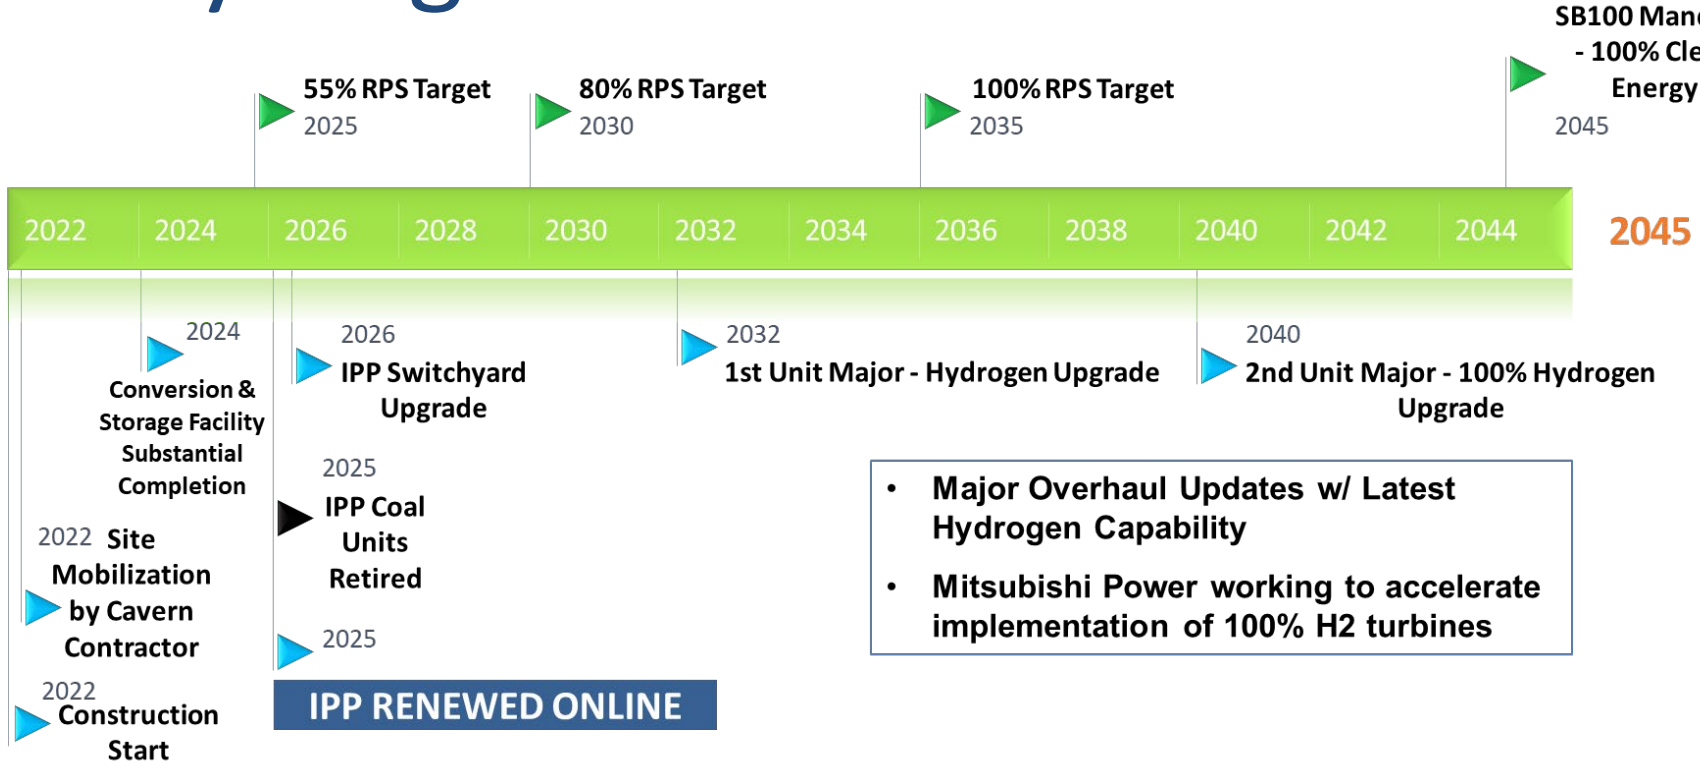 55% RPS Target
2025
80% RPS Target
2030
100% RPS Target
2035
SB100
- 100%
Energy
2045
2022 2024 2026 2028 2030 2032 2034 2036 2038 2040 2042 2044 2045
2024
Conversion &
Storage Facility
Substantial
Completion
2026
IPP Switchyard
Upgrade
2032
1st Unit Major - Hydrogen Upgrade
2040
2nd Unit Major - 100% Hydrogen
Upgrade
2025
IPP Coal
Units
Retired
2022 Site
Mobilization
by Cavern
Contractor
2025
IPP RENEWED ONLINE
2022
Construction
Start
• Major Overhaul Updates w/ Latest
Hydrogen Capability
• Mitsubishi Power working to accelerate
implementation of 100% H2 turbines